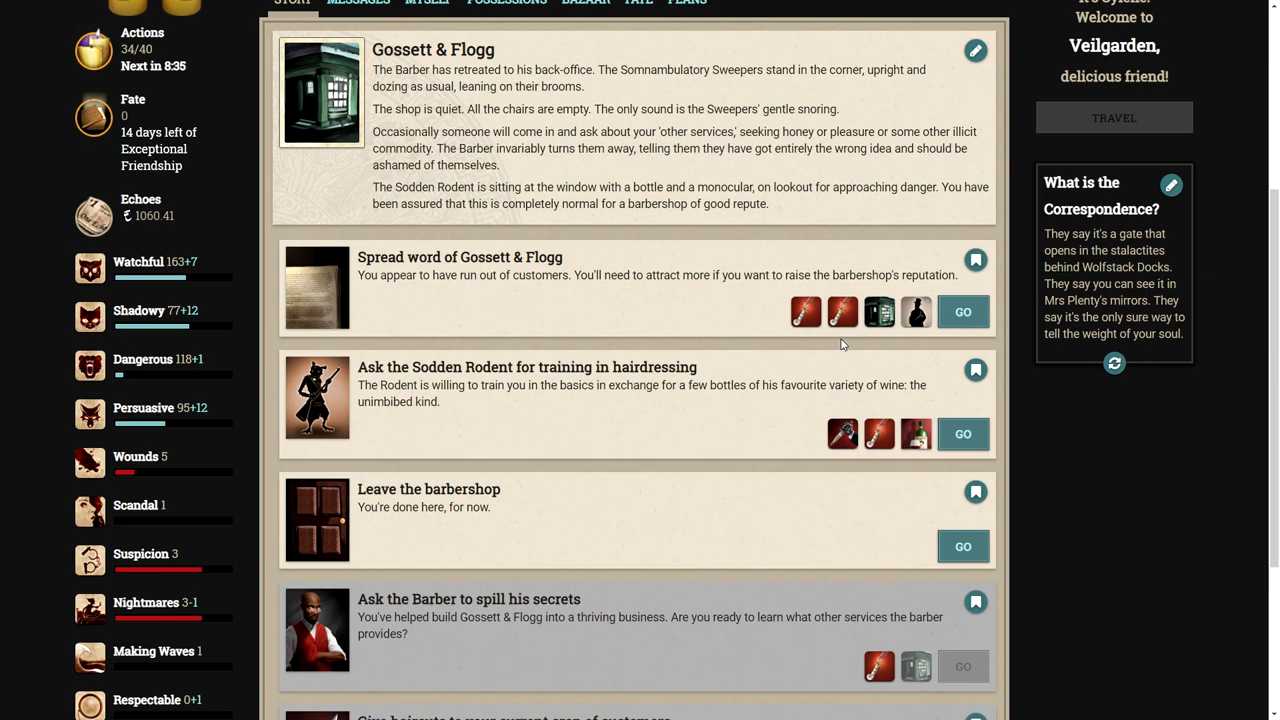 STORY MESSAGES MYSELF POSSESSIONS BAZAAR FATE PLANS
Actions
34/40
Next in 8:35
Fate
0
14 days left of
Exceptional
Friendship
Echoes
1060.41
Watchful 163+7
Shadowy 77+12
Dangerous 118+1
Persuasive 95+12
Wounds 5
Scandal 1
Suspicion 3
Nightmares 3-1
Making Waves 1
Respectable 0+1
Gossett & Flogg
The Barber has retreated to his back-office. The Somnambulatory Sweepers stand in the corner, upright and
dozing as usual, leaning on their brooms.
The shop is quiet. All the chairs are empty. The only sound is the Sweepers' gentle snoring.
Occasionally someone will come in and ask about your 'other services,' seeking honey or pleasure or some other illicit
commodity. The Barber invariably turns them away, telling them they have got entirely the wrong idea and should be
ashamed of themselves.
The Sodden Rodent is sitting at the window with a bottle and a monocular, on lookout for approaching danger. You have
been assured that this is completely normal for a barbershop of good repute.
Spread word of Gossett & Flogg
You appear to have run out of customers. You'll need to attract more if you want to raise the barbershop's reputation.
GO
Ask the Sodden Rodent for training in hairdressing
The Rodent is willing to train you in the basics in exchange for a few bottles of his favourite variety of wine: the
unimbibed kind.
GO
Leave the barbershop
You're done here, for now.
GO
Ask the Barber to spill his secrets
You've helped build Gossett & Flogg into a thriving business. Are you ready to learn what other services the barber
provides?
GO
Give haircuts to your current crop of customers
Welcome to
Veilgarden,
delicious friend!
TRAVEL
What is the
Correspondence?
They say it's a gate that
opens in the stalactites
behind Wolfstack Docks.
They say you can see it in
Mrs Plenty's mirrors. They
say it's the only sure way to
tell the weight of your soul.